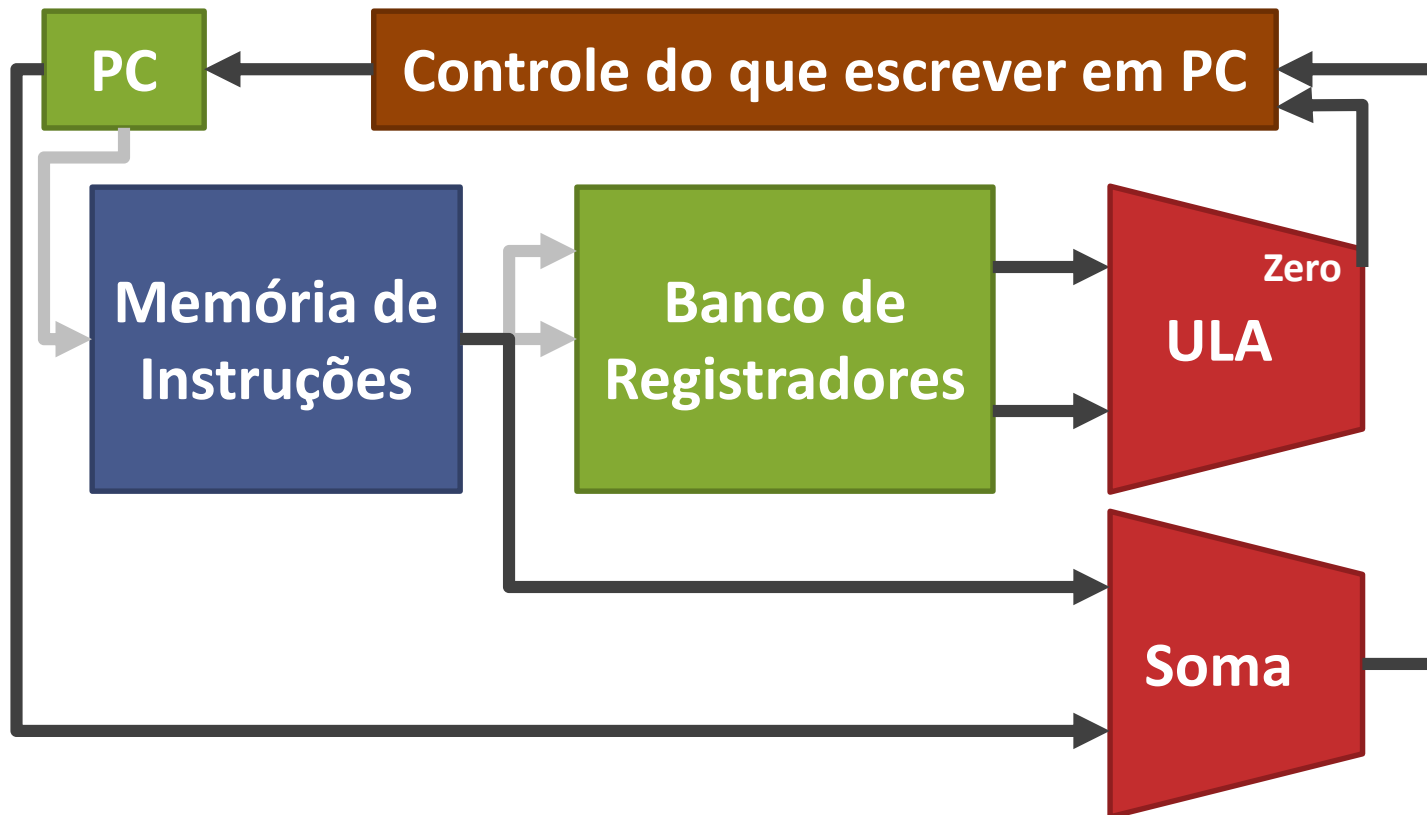 PC
Controle do que escrever em PC
Memória de
Instruções
Banco de
Registradores
Zero
ULA
Soma